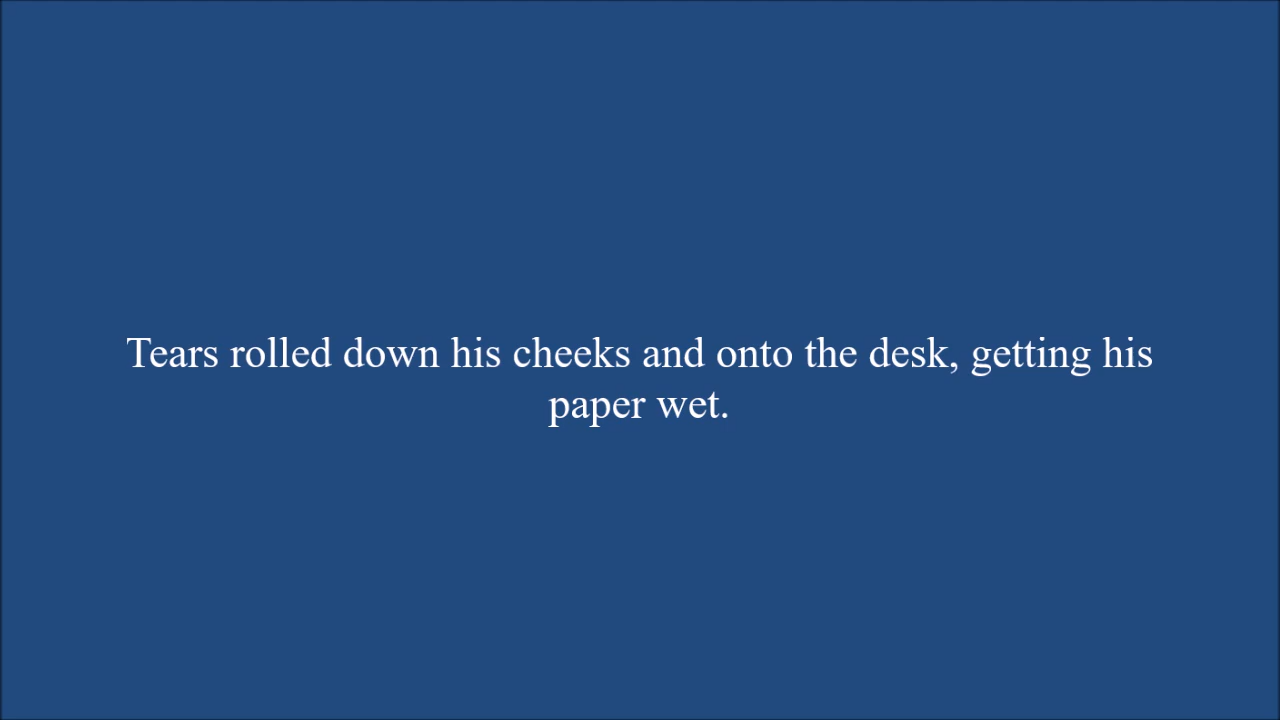 Tears rolled down his cheeks and onto the desk, getting his
paper wet.